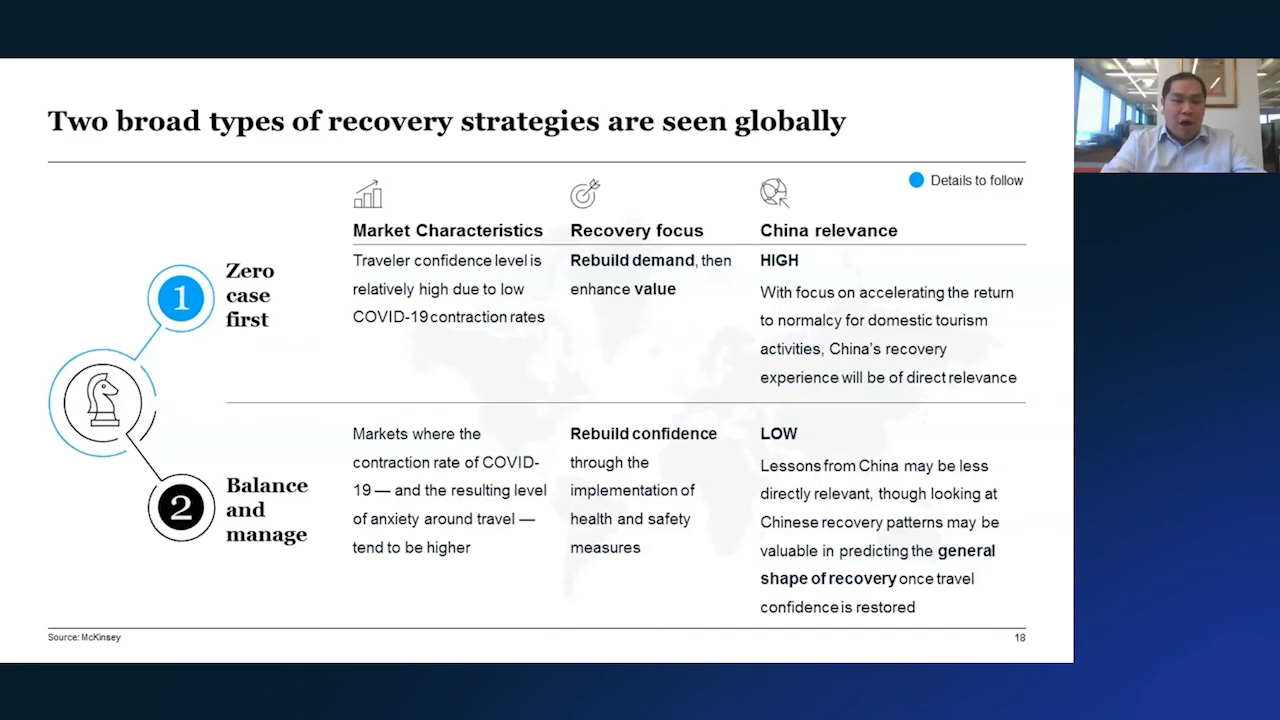 Two broad types of recovery strategies are seen globally
Details to follow
Market Characteristics
Recovery focus
China relevance
1
Zero
case
first
Traveler confidence level is
relatively high due to low
COVID-19 contraction rates
Rebuild demand, then
enhance value
HIGH
With focus on accelerating the return
to normalcy for domestic tourism
activities, China's recovery
experience will be of direct relevance
2
Balance
and
manage
Markets where the
contraction rate of COVID-
19 — and the resulting level
of anxiety around travel —
tend to be higher
Rebuild confidence
through the
implementation of
health and safety
measures
LOW
Lessons from China may be less
directly relevant, though looking at
Chinese recovery patterns may be
valuable in predicting the general
shape of recovery once travel
confidence is restored
Source: McKinsey
18